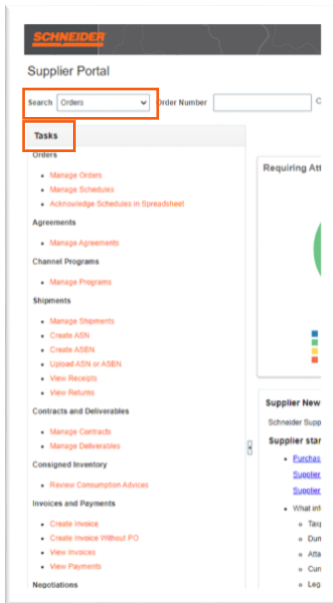 SCHNEIDER
Supplier Portal
Search Orders Order Number
Tasks
Orders
Manage Orders
Manage Schedules
Acknowledge Schedules in Spreadsheet
Agreements
Manage Agreements
Channel Programs
Manage Programs
Shipments
Manage Shipments
Create ASN
Create ASBN
Upload ASN or ASBN
View Receipts
View Returns
Contracts and Deliverables
Manage Contracts
Manage Deliverables
Consigned Inventory
Review Consumption Advices
Invoices and Payments
Create Invoice
Create Invoice Without PO
View Invoices
View Payments
Negotiations
Requiring Att
Supplier New
Schneider Supp
Supplier star
Purchas
Supplier
Supplier
What inf
Taxp
Dun
Atta
Curr
Leg